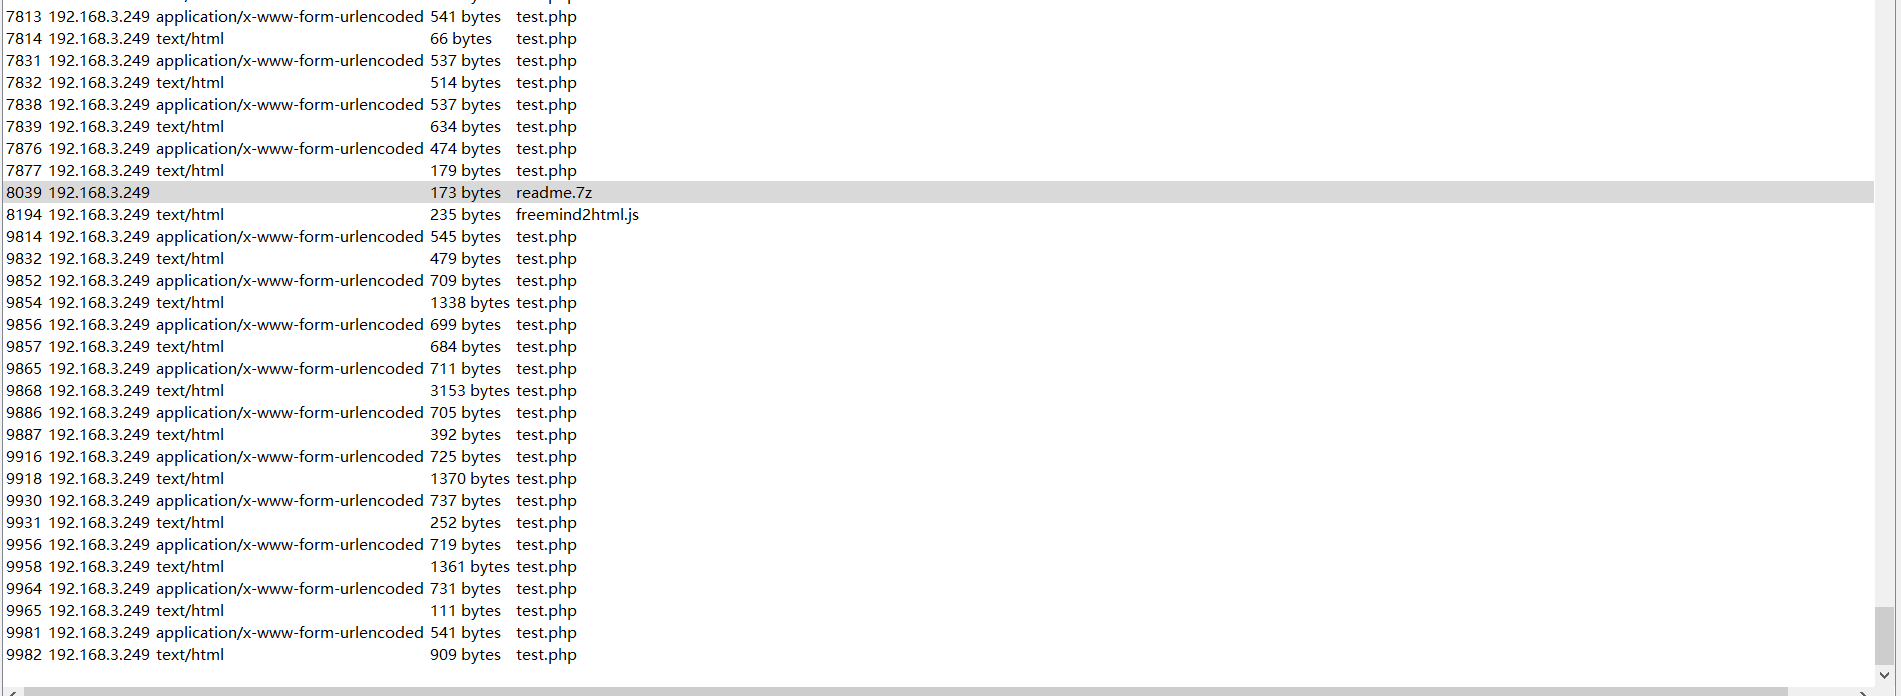 7813 192.168.3.249 application/x-www-form-urlencoded 541 bytes test.php
7814 192.168.3.249 text/html 66 bytes test.php
7831 192.168.3.249 application/x-www-form-urlencoded 537 bytes test.php
7832 192.168.3.249 text/html 514 bytes test.php
7838 192.168.3.249 application/x-www-form-urlencoded 537 bytes test.php
7839 192.168.3.249 text/html 634 bytes test.php
7876 192.168.3.249 application/x-www-form-urlencoded 474 bytes test.php
7877 192.168.3.249 text/html 179 bytes test.php
8039 192.168.3.249 173 bytes readme.7z
8194 192.168.3.249 text/html 235 bytes freemind2html.js
9814 192.168.3.249 application/x-www-form-urlencoded 545 bytes test.php
9832 192.168.3.249 text/html 479 bytes test.php
9852 192.168.3.249 application/x-www-form-urlencoded 709 bytes test.php
9854 192.168.3.249 text/html 1338 bytes test.php
9856 192.168.3.249 application/x-www-form-urlencoded 699 bytes test.php
9857 192.168.3.249 text/html 684 bytes test.php
9865 192.168.3.249 application/x-www-form-urlencoded 711 bytes test.php
9868 192.168.3.249 text/html 3153 bytes test.php
9886 192.168.3.249 application/x-www-form-urlencoded 705 bytes test.php
9887 192.168.3.249 text/html 392 bytes test.php
9916 192.168.3.249 application/x-www-form-urlencoded 725 bytes test.php
9918 192.168.3.249 text/html 1370 bytes test.php
9930 192.168.3.249 application/x-www-form-urlencoded 737 bytes test.php
9931 192.168.3.249 text/html 252 bytes test.php
9956 192.168.3.249 application/x-www-form-urlencoded 719 bytes test.php
9958 192.168.3.249 text/html 1361 bytes test.php
9964 192.168.3.249 application/x-www-form-urlencoded 731 bytes test.php
9965 192.168.3.249 text/html 111 bytes test.php
9981 192.168.3.249 application/x-www-form-urlencoded 541 bytes test.php
9982 192.168.3.249 text/html 909 bytes test.php